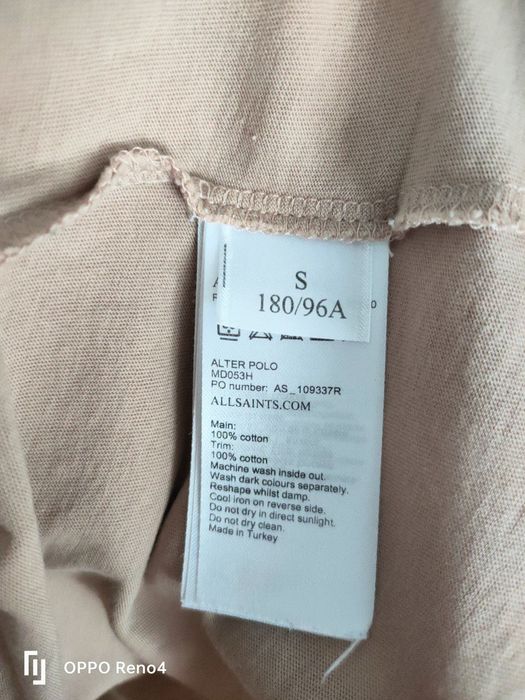 S
180/96A
ALTER POLO
MD053H
PO number: AS_109337R
ALLSAINTS.COM
Main:
100% cotton
Trim:
100% cotton
Machine wash inside out.
Wash dark colours separately.
Reshape whilst damp.
Cool iron on reverse side.
Do not dry in direct sunlight.
Do not dry clean.
Made in Turkey
OPPO Reno4